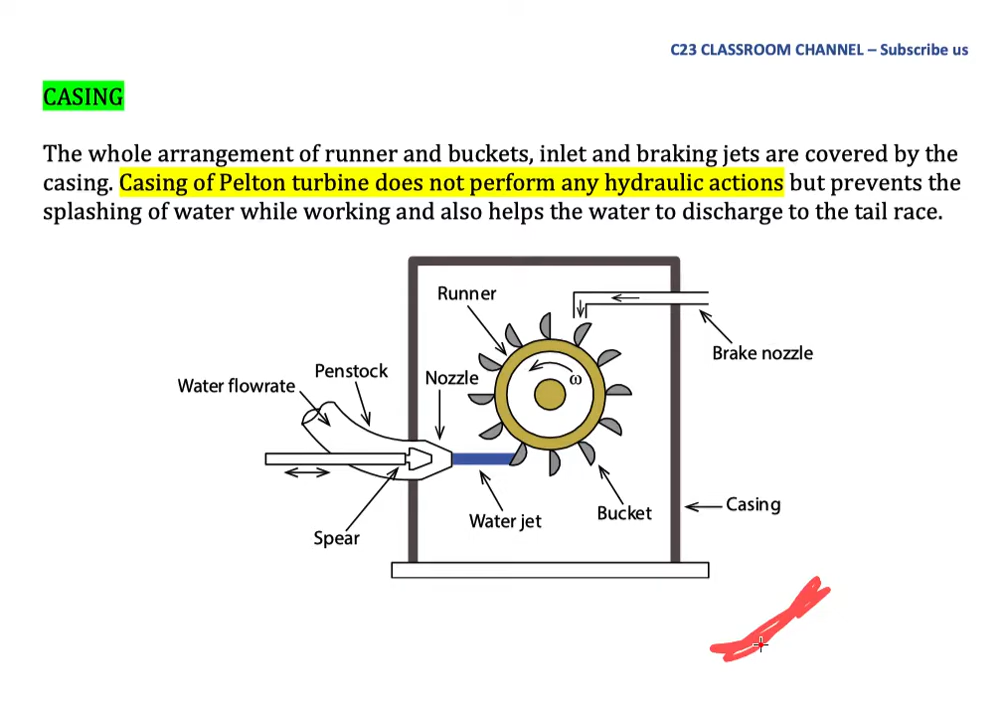 C23 CLASSROOM CHANNEL – Subscribe us
CASING
The whole arrangement of runner and buckets, inlet and braking jets are covered by the
casing. Casing of Pelton turbine does not perform any hydraulic actions but prevents the
splashing of water while working and also helps the water to discharge to the tail race.
Runner
Brake nozzle
Penstock
Nozzle
ω
Water flowrate
Casing
Bucket
Water jet
Spear